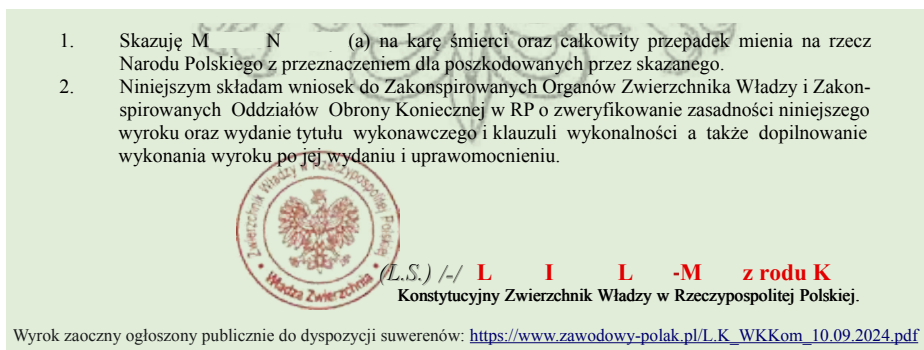 1. Skazuję M N (a) na karę śmierci oraz całkowity przepadek mienia na rzecz
Narodu Polskiego z przeznaczeniem dla poszkodowanych przez skazanego.
2. Niniejszym składam wniosek do Zakonspirowanych Organów Zwierzchnika Władzy i Zakon-
spirowanych Oddziałów Obrony Koniecznej w RP o zweryfikowanie zasadności niniejszego
wyroku oraz wydanie tytułu wykonawczego i klauzuli wykonalności a także dopilnowanie
wykonania wyroku po jej wydaniu i uprawomocnieniu.
Zwierzchnik Władzy w Rzeczypospolitej Polskiej
• Władza Zwierzchnia •
(L.S.) /-/ L I L -M z rodu K
Konstytucyjny Zwierzchnik Władzy w Rzeczypospolitej Polskiej.
Wyrok zaoczny ogłoszony publicznie do dyspozycji suwerenów: https://www.zawodowy-polak.pl/L.K_WKKom_10.09.2024.pdf